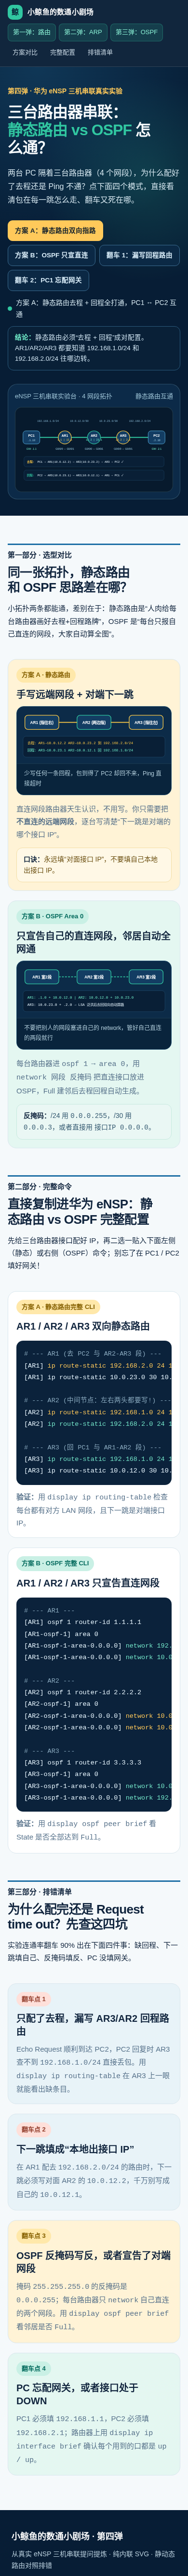 鲸 小鲸鱼的数通小剧场
第一弹：路由
第二弹：ARP
第三弹：OSPF
方案对比
完整配置
排错清单
第四弹 · 华为 eNSP 三机串联真实实验
三台路由器串联：
静态路由 vs OSPF 怎
么通？
两台 PC 隔着三台路由器（4 个网段），为什么配好
了去程还是 Ping 不通？点下面四个模式，直接看
清包在每一跳怎么走、翻车又死在哪。
方案 A：静态路由双向指路
方案 B：OSPF 只宣直连
翻车 1：漏写回程路由
翻车 2：PC 忘配网关
方案 A：静态路由去程 + 回程全打通，PC1 ↔ PC2 互
通
结论：静态路由必须“去程 + 回程”成对配置。
AR1/AR2/AR3 都要知道 192.168.1.0/24 和
192.168.2.0/24 往哪边转。
eNSP 三机串联实验台 · 4 网段拓扑
静态路由互通
PC1
AR1
AR2
AR3
PC2
第一部分 · 选型对比
同一张拓扑，静态路由
和 OSPF 思路差在哪？
小拓扑两条都能通，差别在于：静态路由是“人肉给每
台路由器画好去程+回程路牌”，OSPF 是“每台只报自
己直连的网段，大家自动算全图”。
方案 A · 静态路由
手写远端网段 + 对端下一跳
少写任何一条回程，包到得了 PC2 却回不来，Ping 直
接超时
直连网段路由器天生认识，不用写。你只需要把
不直连的远端网段，逐台写清楚“下一跳是对端的
哪个接口 IP”。
口诀：永远填“对面接口 IP”，不要填自己本地
出接口 IP。
方案 B · OSPF Area 0
只宣告自己的直连网段，邻居自动全
网通
不要把别人的网段塞进自己的 network，管好自己直连
的两段就行
每台路由器进 ospf 1 → area 0，用
network 网段 反掩码 把直连接口放进
OSPF，Full 建邻后去程回程自动生成。
反掩码：/24 用 0.0.0.255，/30 用
0.0.0.3，或者直接用 接口IP 0.0.0.0。
第二部分 · 完整命令
直接复制进华为 eNSP：静
态路由 vs OSPF 完整配置
先给三台路由器接口配好 IP，再二选一贴入下面左侧
（静态）或右侧（OSPF）命令；别忘了在 PC1 / PC2
填好网关！
方案 A · 静态路由完整 CLI
AR1 / AR2 / AR3 双向静态路由
# --- AR1 (去 PC2 与 AR2-AR3 段) ---
[AR1] ip route-static 192.168.2.0 24 1
[AR1] ip route-static 10.0.23.0 30 10.
# --- AR2 (中间节点：左右两头都要写!) ---
[AR2] ip route-static 192.168.1.0 24 1
[AR2] ip route-static 192.168.2.0 24 1
# --- AR3 (回 PC1 与 AR1-AR2 段) ---
[AR3] ip route-static 192.168.1.0 24 1
[AR3] ip route-static 10.0.12.0 30 10.
验证：用 display ip routing-table 检查
每台都有对方 LAN 网段，且下一跳是对端接口
IP。
方案 B · OSPF 完整 CLI
AR1 / AR2 / AR3 只宣告直连网段
# --- AR1 ---
[AR1] ospf 1 router-id 1.1.1.1
[AR1-ospf-1] area 0
[AR1-ospf-1-area-0.0.0.0] network 192.
[AR1-ospf-1-area-0.0.0.0] network 10.0
# --- AR2 ---
[AR2] ospf 1 router-id 2.2.2.2
[AR2-ospf-1] area 0
[AR2-ospf-1-area-0.0.0.0] network 10.0
[AR2-ospf-1-area-0.0.0.0] network 10.0
# --- AR3 ---
[AR3] ospf 1 router-id 3.3.3.3
[AR3-ospf-1] area 0
[AR3-ospf-1-area-0.0.0.0] network 10.0
[AR3-ospf-1-area-0.0.0.0] network 192.
验证：用 display ospf peer brief 看
State 是否全部达到 Full。
第三部分 · 排错清单
为什么配完还是 Request
time out？先查这四坑
实验连通率翻车 90% 出在下面四件事：缺回程、下一
跳填自己、反掩码填反、PC 没填网关。
翻车点 1
只配了去程，漏写 AR3/AR2 回程路
由
Echo Request 顺利到达 PC2，PC2 回复时 AR3
查不到 192.168.1.0/24 直接丢包。用
display ip routing-table 在 AR3 上一眼
就能看出缺条目。
翻车点 2
下一跳填成“本地出接口 IP”
在 AR1 配去 192.168.2.0/24 的路由时，下一
跳必须写对面 AR2 的 10.0.12.2，千万别写成
自己的 10.0.12.1。
翻车点 3
OSPF 反掩码写反，或者宣告了对端
网段
掩码 255.255.255.0 的反掩码是
0.0.0.255；每台路由器只 network 自己直连
的两个网段。用 display ospf peer brief
看邻居是否 Full。
翻车点 4
PC 忘配网关，或者接口处于
DOWN
PC1 必须填 192.168.1.1，PC2 必须填
192.168.2.1；路由器上用 display ip
interface brief 确认每个用到的口都是 up
/ up。
小鲸鱼的数通小剧场 · 第四弹
从真实 eNSP 三机串联提问提炼 · 纯内联 SVG · 静动态
路由对照排错